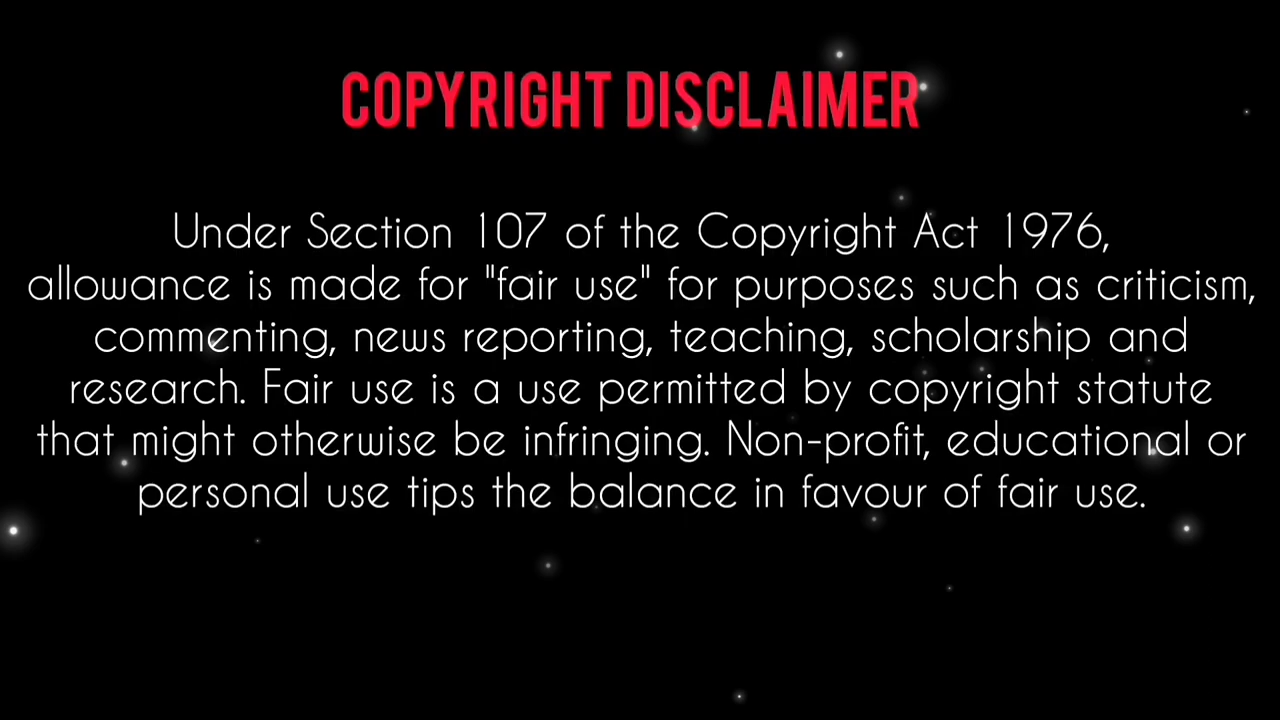 COPYRIGHT DISCLAIMER
Under Section 107 of the Copyright Act 1976,
allowance is made for "fair use" for purposes such as criticism,
commenting, news reporting, teaching, scholarship and
research. Fair use is a use permitted by copyright statute
that might otherwise be infringing. Non-profit, educational or
personal use tips the balance in favour of fair use.